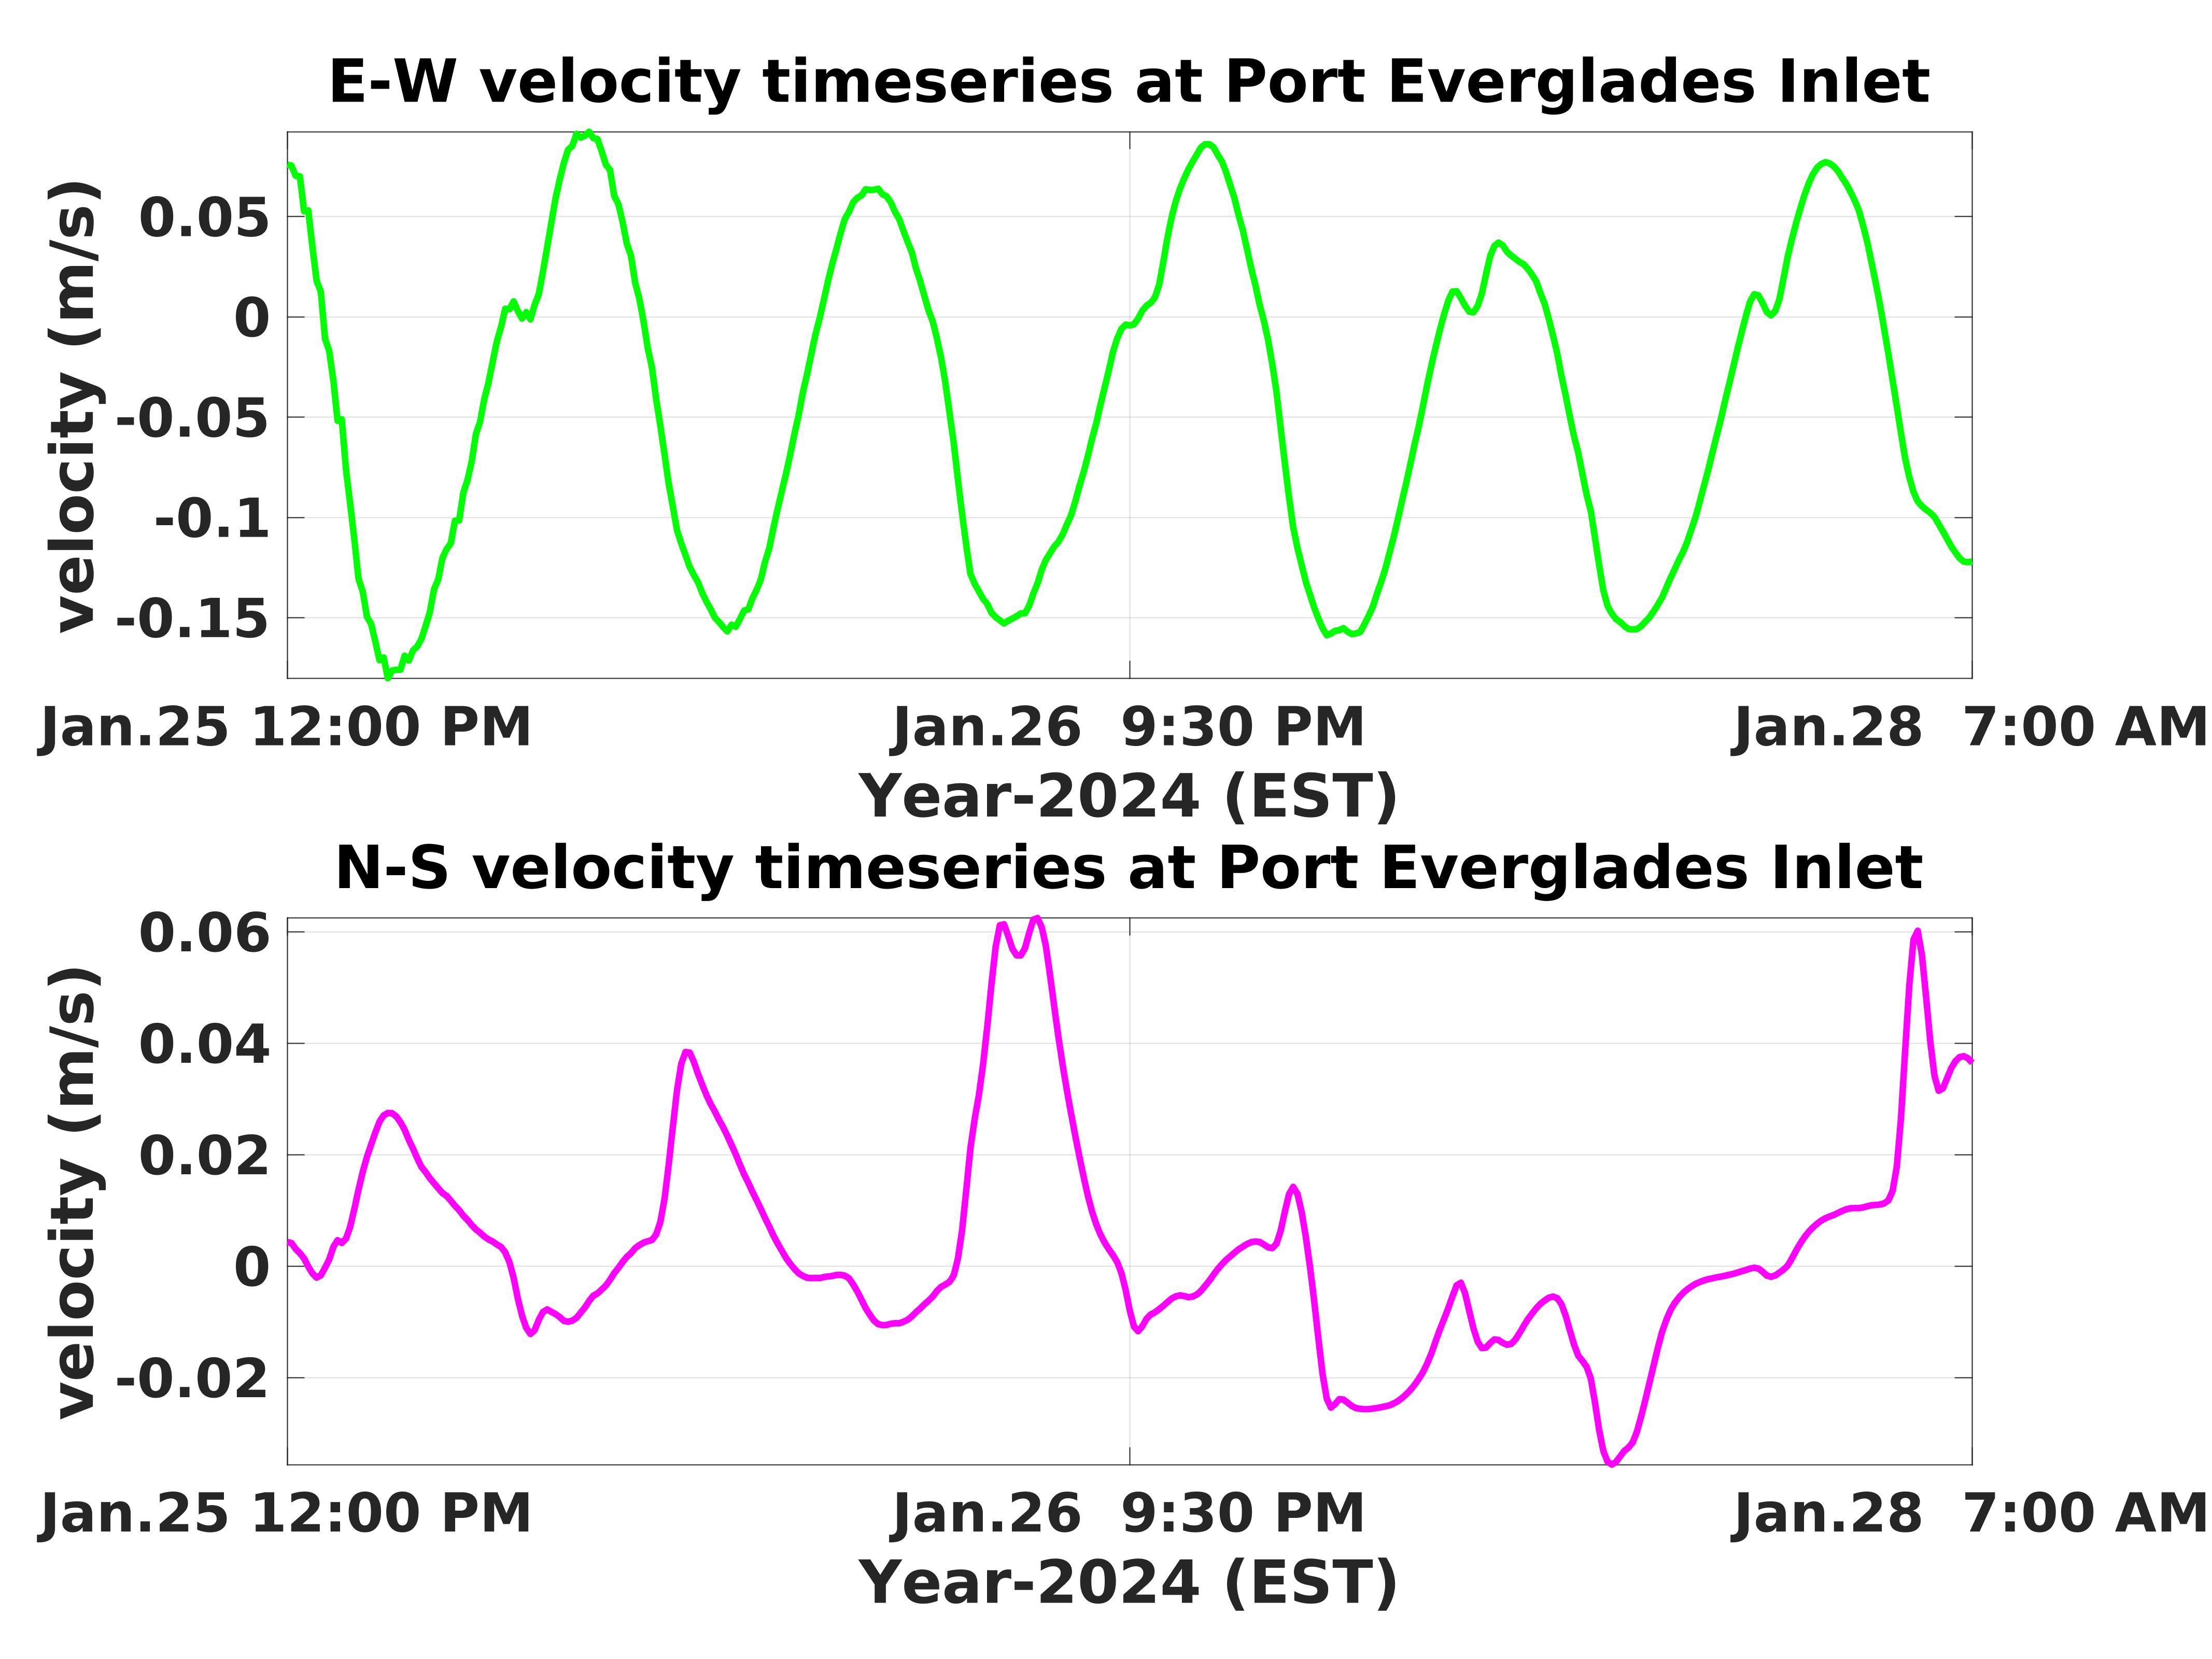 E-W velocity timeseries at Port Everglades Inlet
velocity (m/s)
0.05
0
-0.05
-0.1
-0.15
Jan.25 12:00 PM
Jan.26  9:30 PM
Jan.28  7:00 AM
Year-2024 (EST)
N-S velocity timeseries at Port Everglades Inlet
velocity (m/s)
0.06
0.04
0.02
0
-0.02
Jan.25 12:00 PM
Jan.26  9:30 PM
Jan.28  7:00 AM
Year-2024 (EST)